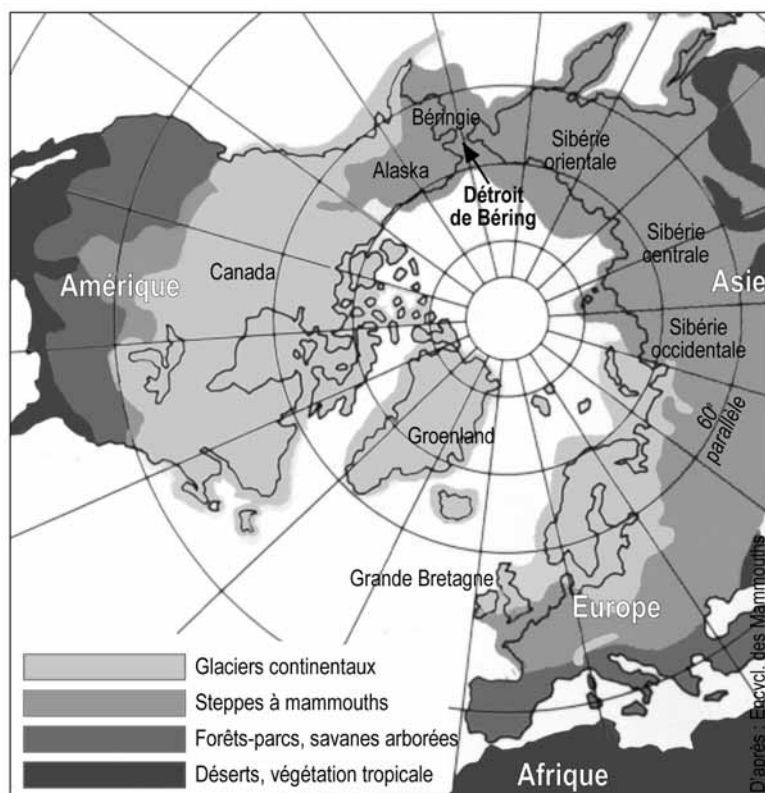 Béringie
Sibérie
orientale
Alaska
Détroit
de Béring
Canada
Sibérie
centrale
Amérique
Asie
Sibérie
occidentale
60e
parallèle
Groenland
Grande Bretagne
Europe
Glaciers continentaux
Steppes à mammouths
Forêts-parcs, savanes arborées
Déserts, végétation tropicale
Afrique
D'après : Encycl. des Mammouths